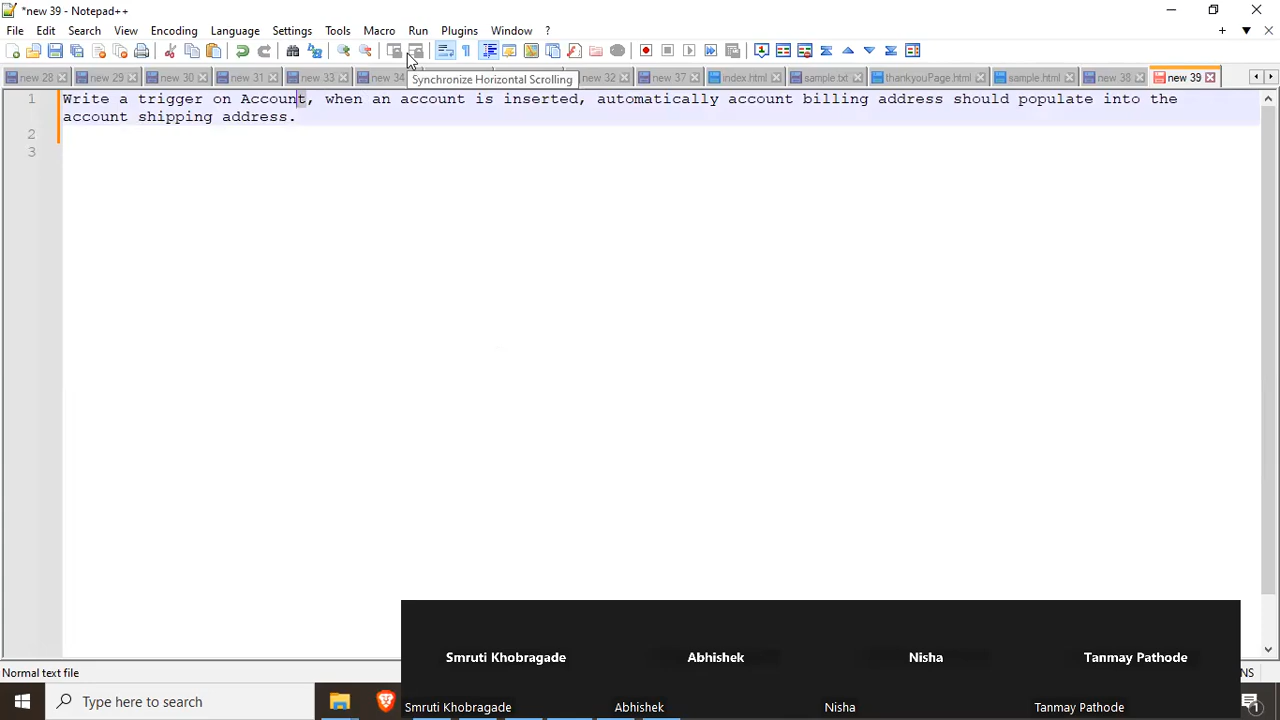 *new 39 - Notepad++
File Edit Search View Encoding Language Settings Tools Macro Run Plugins Window ?
Synchronize Horizontal Scrolling
new 28 new 29 new 30 new 31 new 33 new 34 new 32 new 37 index.html sample.txt thankyouPage.html sample.html new 38 new 39
1 Write a trigger on Account, when an account is inserted, automatically account billing address should populate into the
account shipping address.
2
3
Smruti Khobragade Abhishek Nisha Tanmay Pathode
Normal text file NS
Type here to search
Smruti Khobragade Abhishek Nisha Tanmay Pathode
1